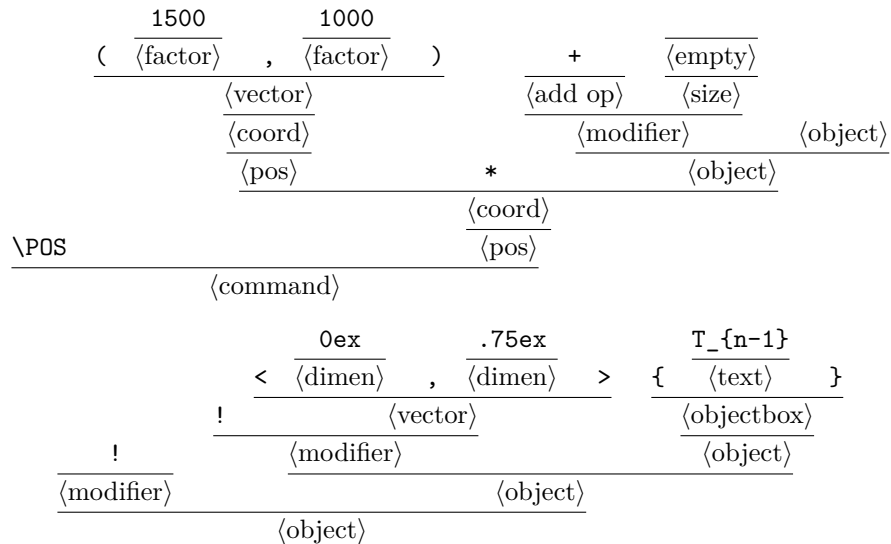 1500 1000
( ⟨factor⟩ , ⟨factor⟩ ) + ⟨empty⟩
⟨vector⟩ ⟨add op⟩ ⟨size⟩
⟨coord⟩ ⟨modifier⟩ ⟨object⟩
⟨pos⟩ * ⟨object⟩
⟨coord⟩
\POS ⟨pos⟩
⟨command⟩
0ex .75ex T_{n-1}
< ⟨dimen⟩ , ⟨dimen⟩ > { ⟨text⟩ }
! ⟨vector⟩ ⟨objectbox⟩
! ⟨modifier⟩ ⟨object⟩
⟨modifier⟩ ⟨object⟩
⟨object⟩